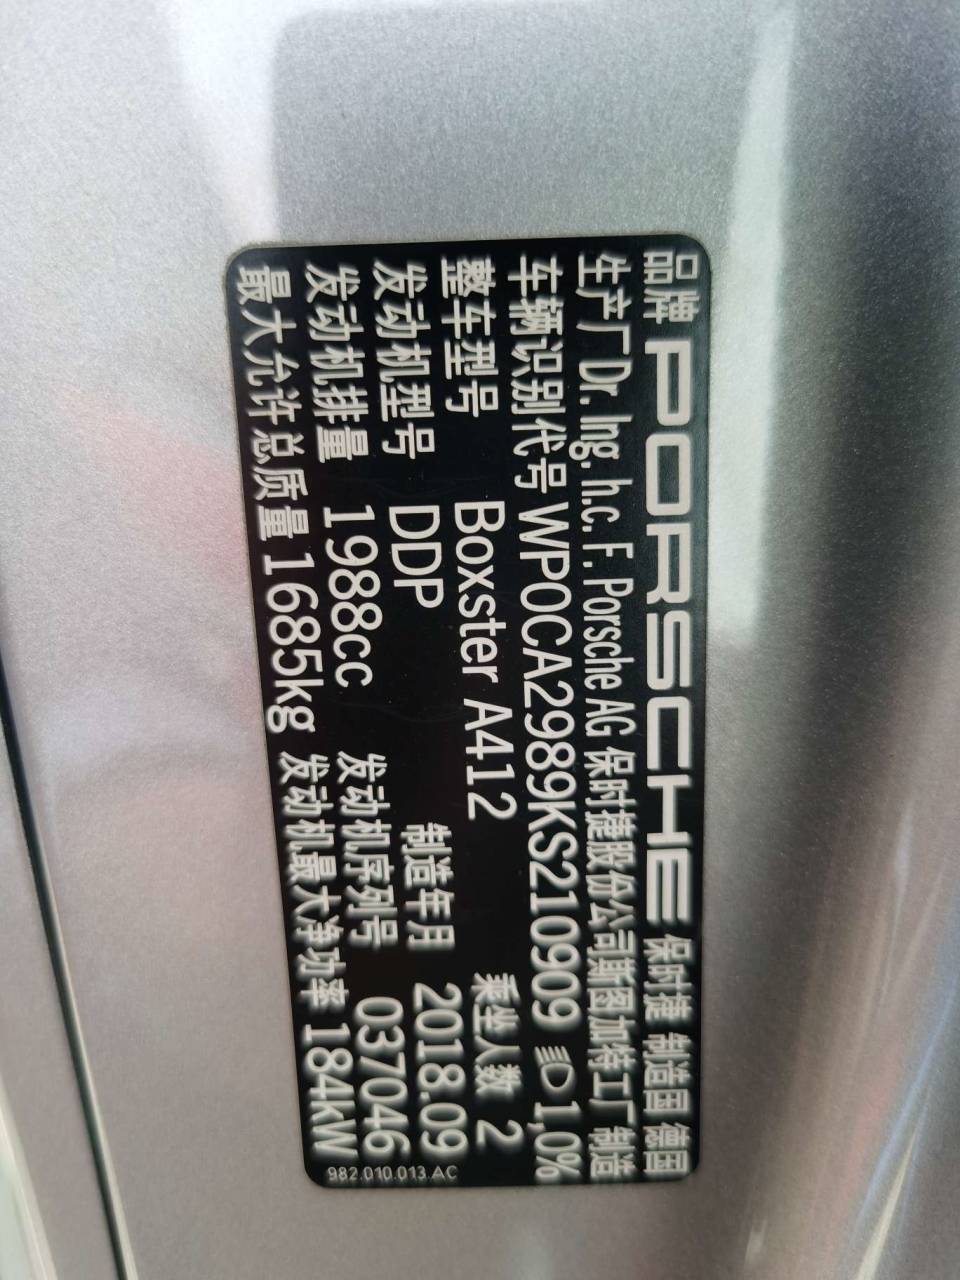 品牌 PORSCHE 保时捷 制造国 德国
生产厂Dr. Ing. h.c. F. Porsche AG 保时捷股份公司斯图加特工厂制造
车辆识别代号 WP0CA2989KS210909 1,0%
整车型号 Boxster A412 乘坐人数 2
发动机型号 DDP 制造年月 2018.09
发动机排量 1988cc 发动机序列号 037046
最大允许总质量 1685kg 发动机最大净功率 184kW
982.010.013.AC